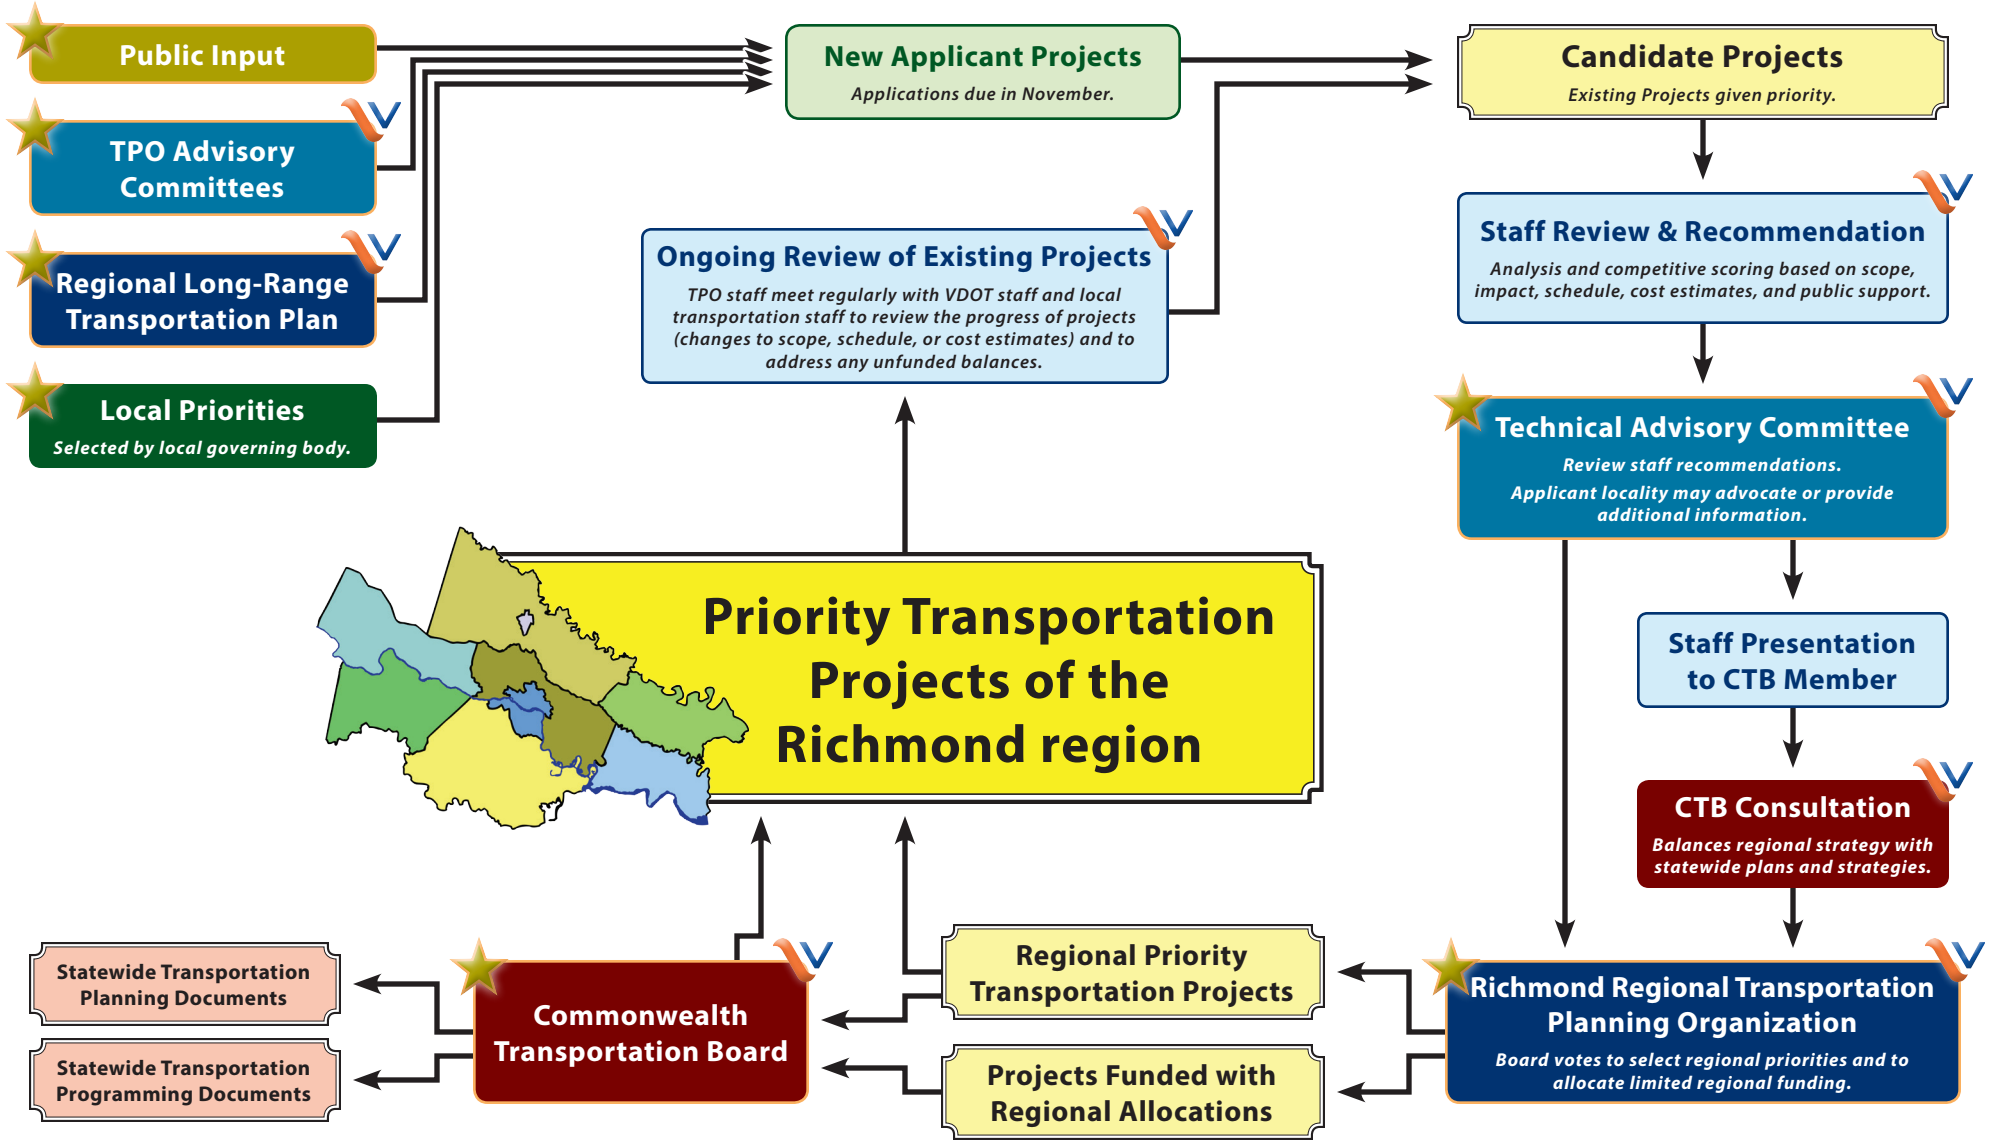 Public Input
TPO Advisory
Committees
Regional Long-Range
Transportation Plan
Local Priorities
Selected by local governing body.
New Applicant Projects
Applications due in November.
Ongoing Review of Existing Projects
TPO staff meet regularly with VDOT staff and local
transportation staff to review the progress of projects
(changes to scope, schedule, or cost estimates) and to
address any unfunded balances.
Candidate Projects
Existing Projects given priority.
Staff Review & Recommendation
Analysis and competitive scoring based on scope,
impact, schedule, cost estimates, and public support.
Technical Advisory Committee
Review staff recommendations.
Applicant locality may advocate or provide
additional information.
Staff Presentation
to CTB Member
CTB Consultation
Balances regional strategy with
statewide plans and strategies.
Richmond Regional Transportation
Planning Organization
Board votes to select regional priorities and to
allocate limited regional funding.
Priority Transportation
Projects of the
Richmond region
Regional Priority
Transportation Projects
Projects Funded with
Regional Allocations
Commonwealth
Transportation Board
Statewide Transportation
Planning Documents
Statewide Transportation
Programming Documents